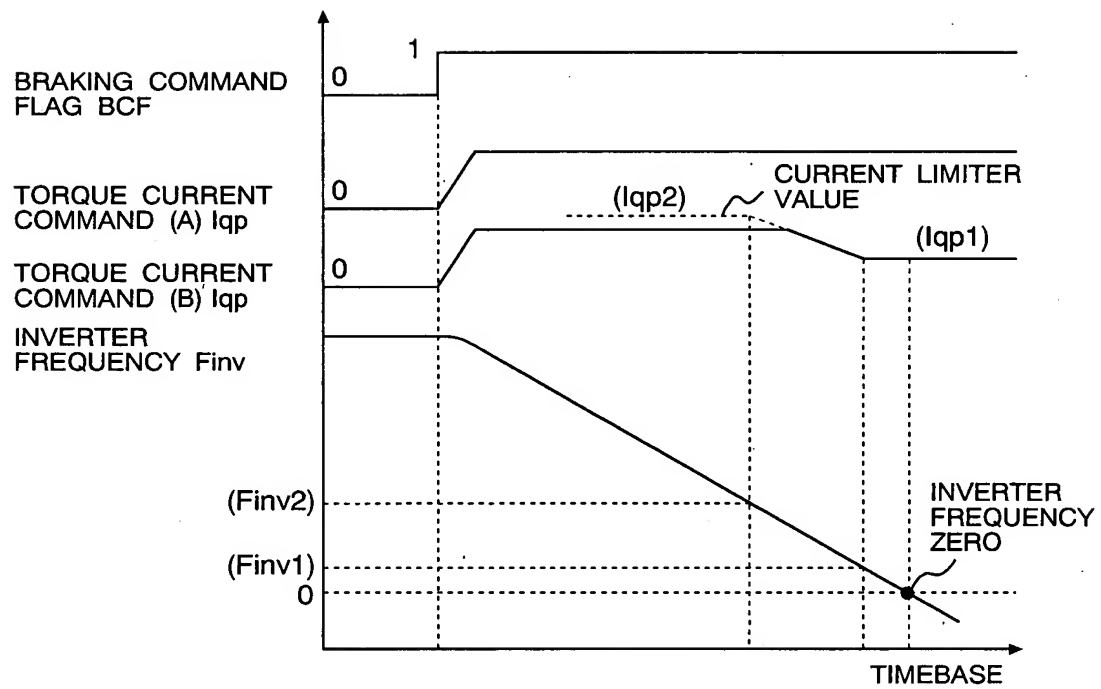 1
0
BRAKING COMMAND
FLAG BCF
CURRENT LIMITER
VALUE
0
TORQUE CURRENT
COMMAND (A) Iqp
(Iqp2)
(Iqp1)
0
TORQUE CURRENT
COMMAND (B) Iqp
INVERTER
FREQUENCY Finv
(Finv2)
INVERTER
FREQUENCY
ZERO
(Finv1)
0
TIMEBASE